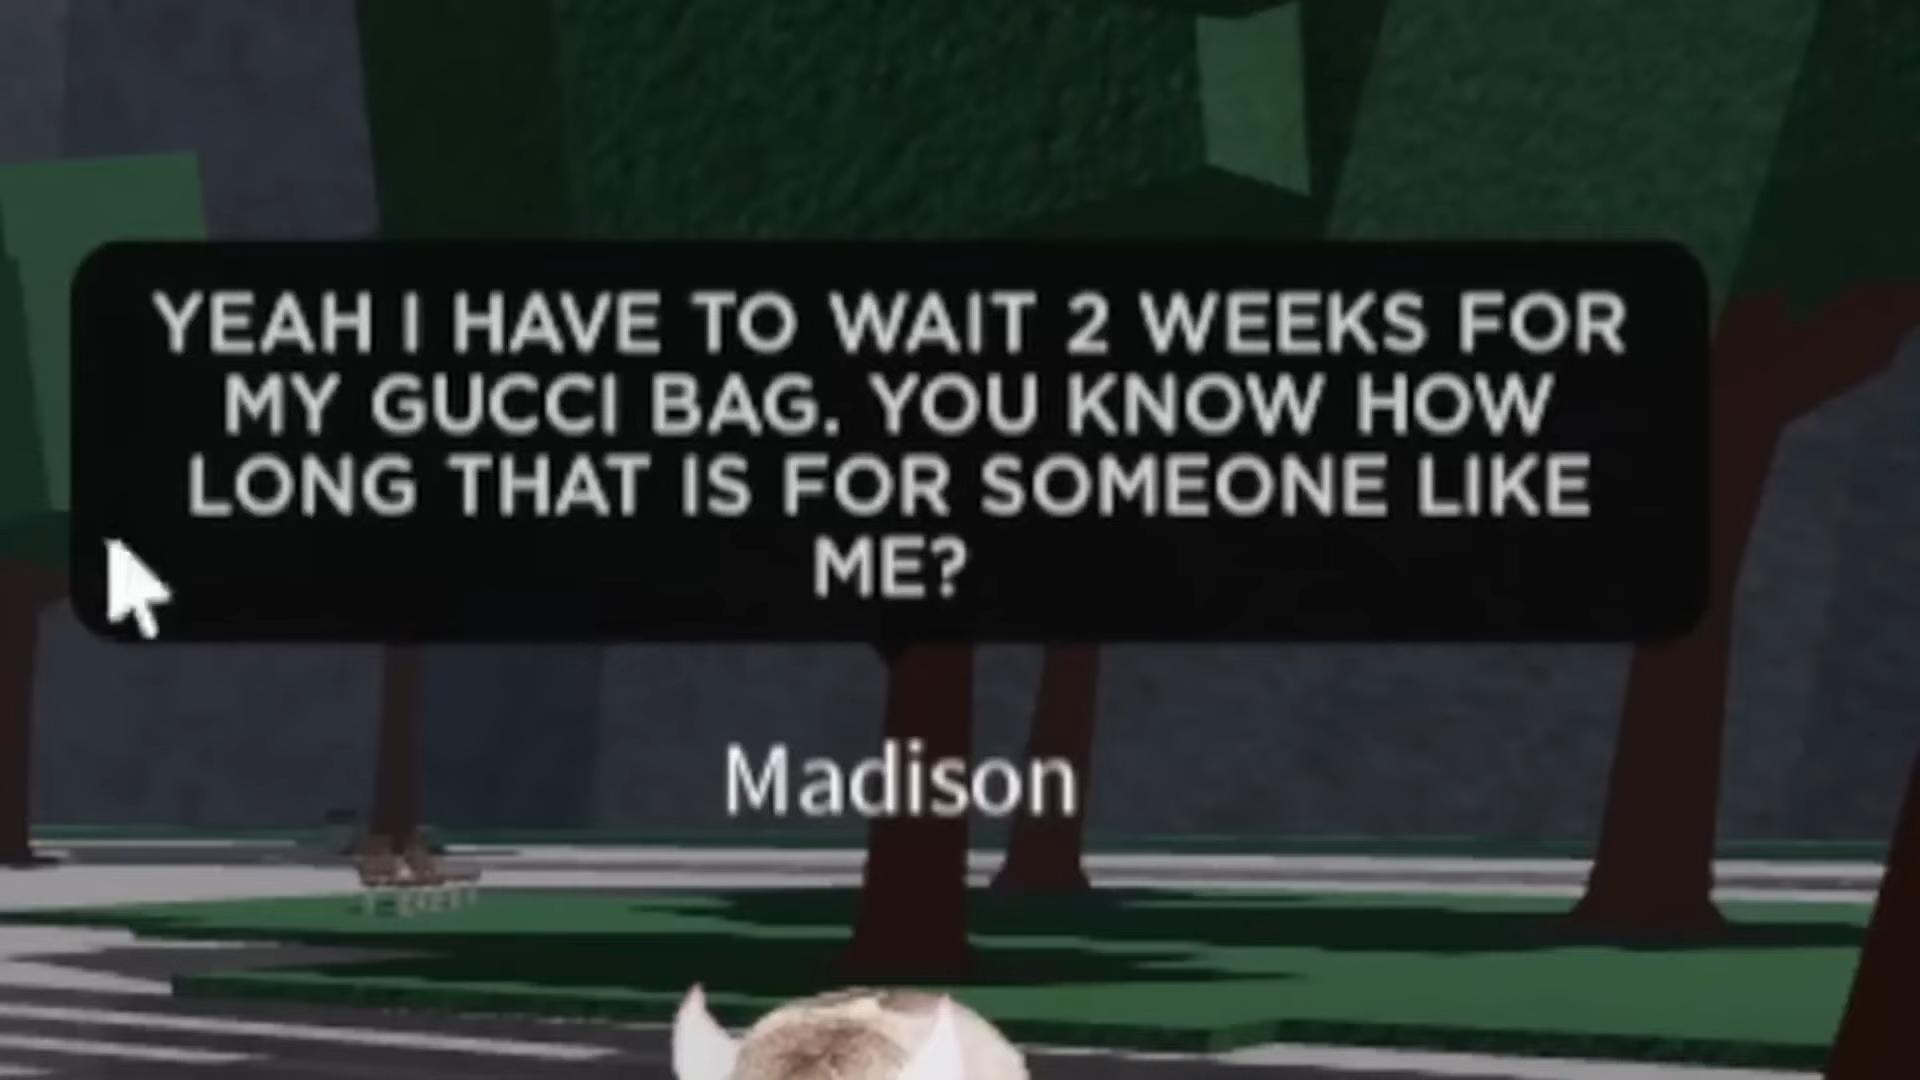 YEAH I HAVE TO WAIT 2 WEEKS FOR
MY GUCCI BAG. YOU KNOW HOW
LONG THAT IS FOR SOMEONE LIKE
ME?
Madison